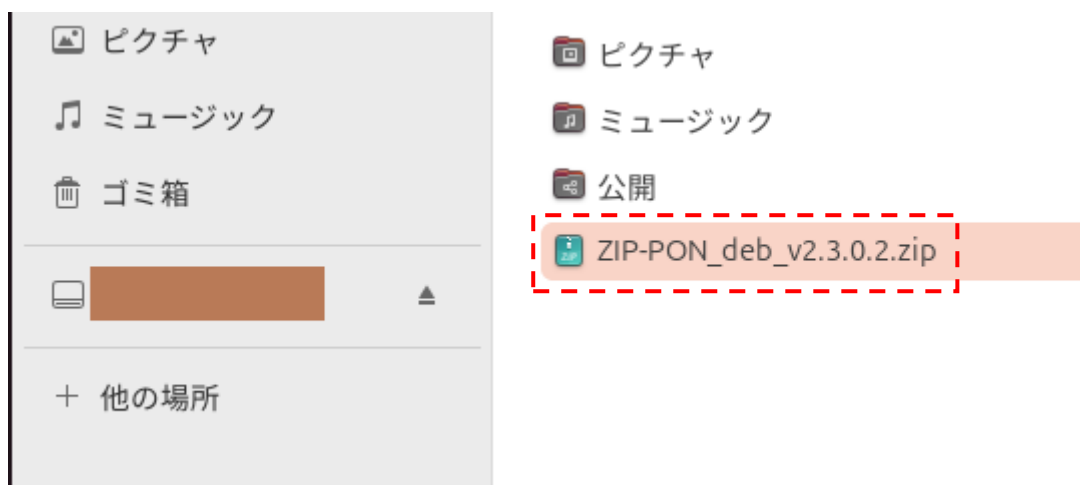 ピクチャ
ミュージック
ゴミ箱
+ 他の場所
ピクチャ
ミュージック
公開
ZIP-PON_deb_v2.3.0.2.zip